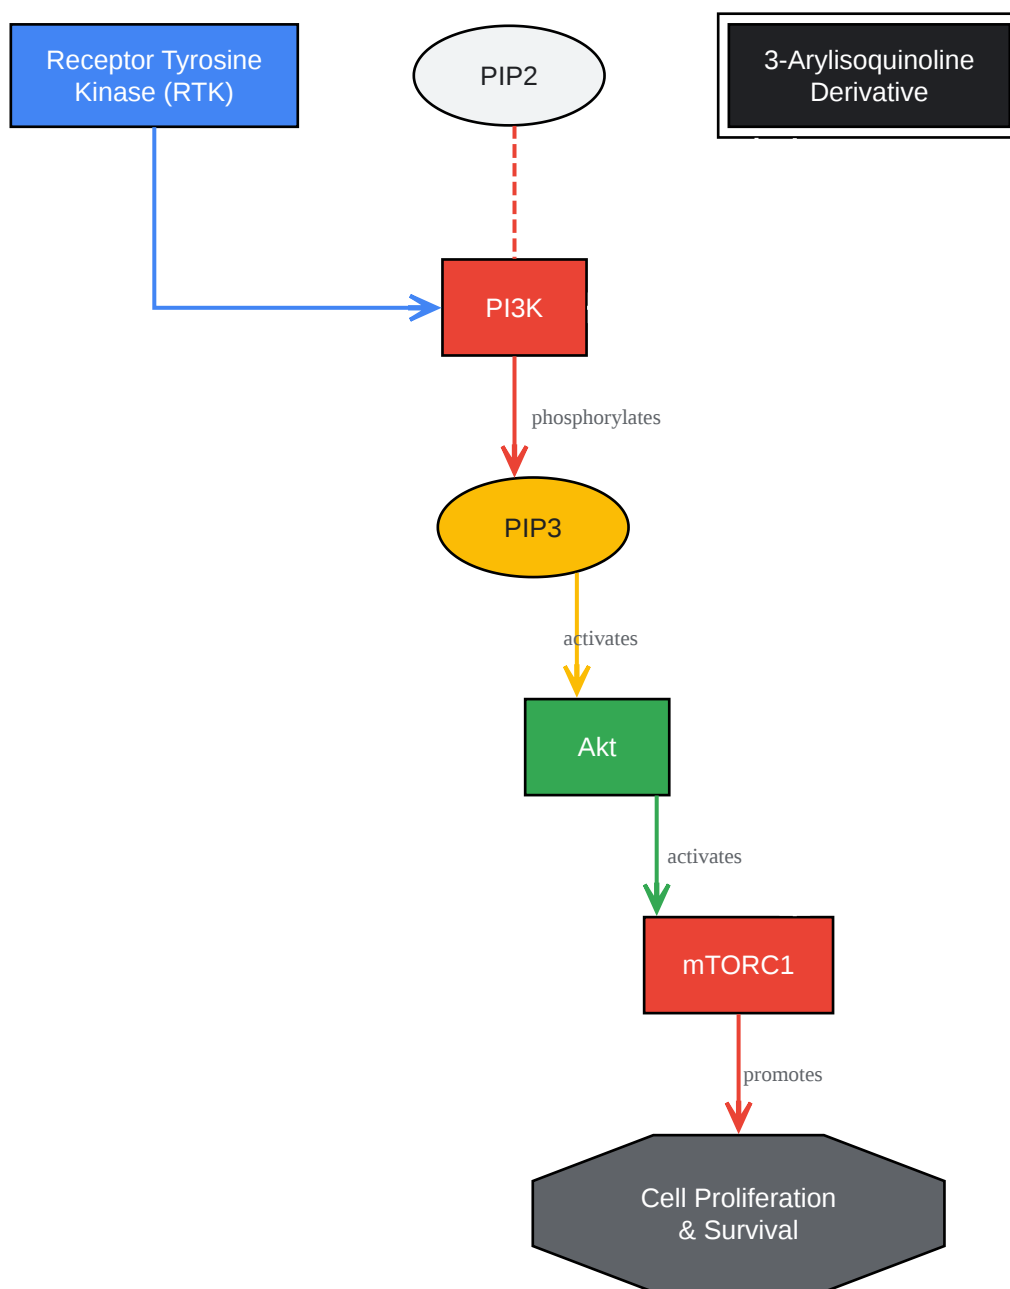 Receptor Tyrosine
Kinase (RTK)
PIP2
3-Arylisoquinoline
Derivative
PI3K
phosphorylates
PIP3
activates
Akt
activates
mTORC1
promotes
Cell Proliferation
& Survival